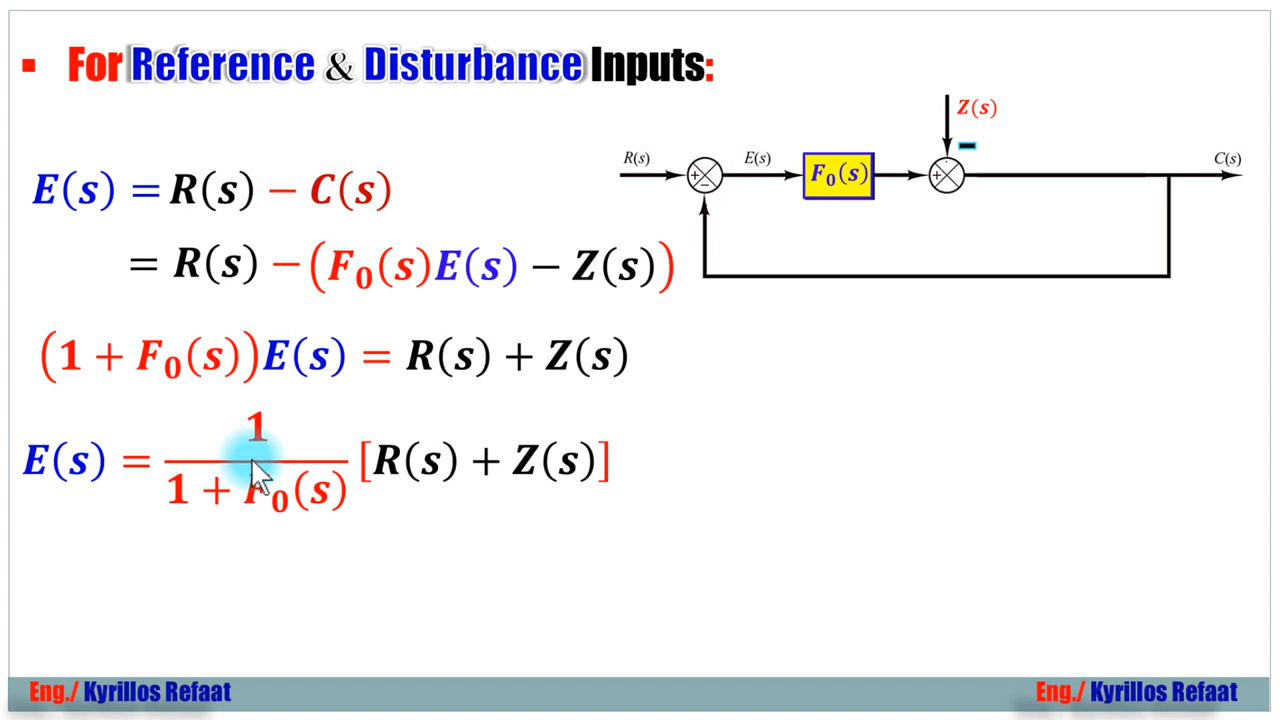 ▪ For Reference & Disturbance Inputs:
Z(s)
R(s)
E(s)
F₀(s)
C(s)
+
−
+
−
E(s) = R(s) − C(s)
= R(s) − (F₀(s)E(s) − Z(s))
(1 + F₀(s))E(s) = R(s) + Z(s)
E(s) = 1 / (1 + F₀(s)) [R(s) + Z(s)]
Eng./ Kyrillos Refaat
Eng./ Kyrillos Refaat